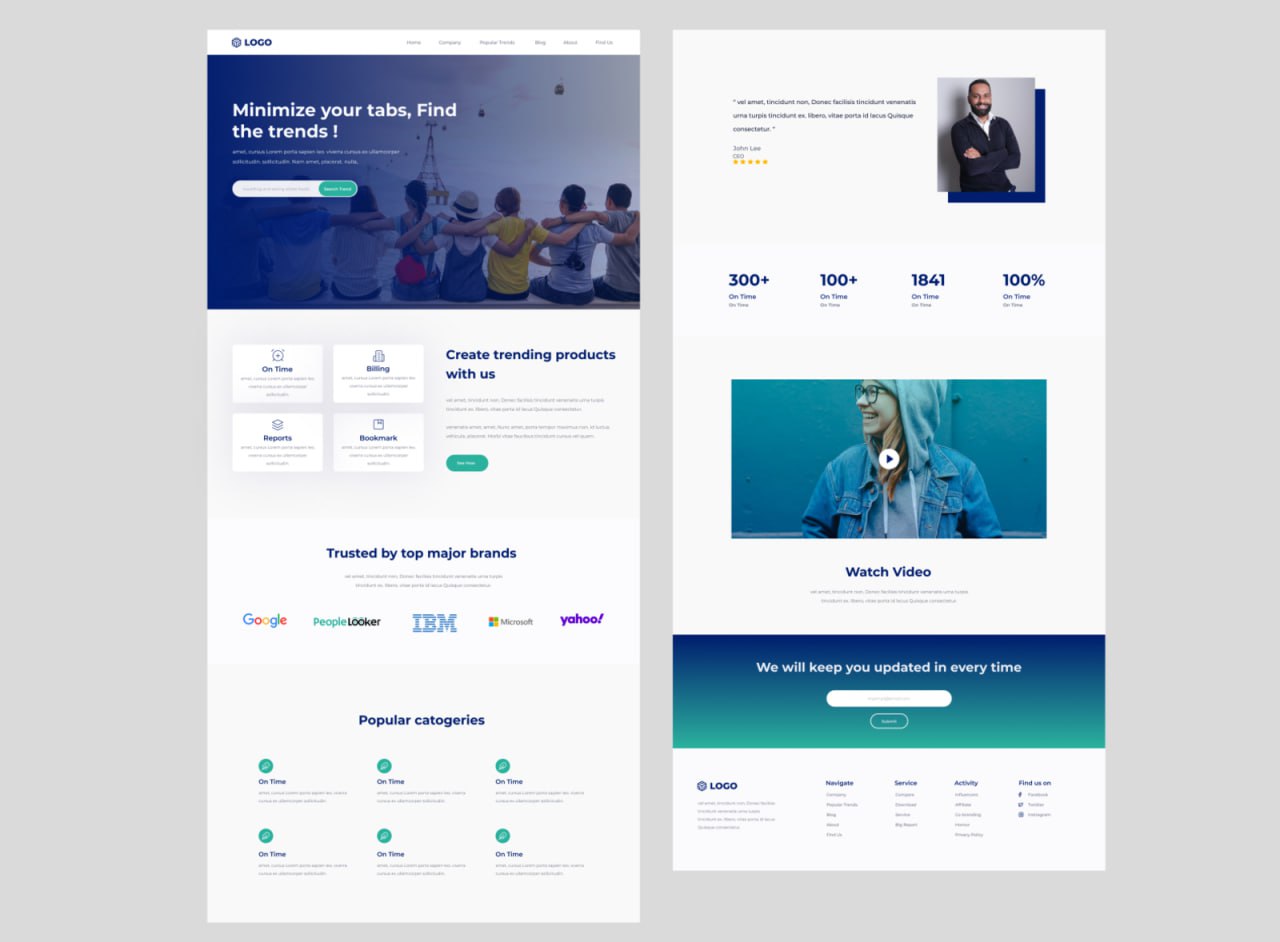 LOGO
Home Company Popular Trends Blog About Find Us
Minimize your tabs, Find
the trends !
amet, cursus Lorem porta sapien leo. viverra cursus ex ullamcorper
sollicitudin. sollicitudin. Nam amet, placerat. nulla,
Search Trend
On Time
amet, cursus Lorem porta sapien leo.
viverra cursus ex ullamcorper
sollicitudin.
Billing
amet, cursus Lorem porta sapien leo.
viverra cursus ex ullamcorper
sollicitudin.
Reports
amet, cursus Lorem porta sapien leo.
viverra cursus ex ullamcorper
sollicitudin.
Bookmark
amet, cursus Lorem porta sapien leo.
viverra cursus ex ullamcorper
sollicitudin.
Create trending products
with us
vel amet, tincidunt non, Donec facilisis tincidunt venenatis urna turpis
tincidunt ex. libero, vitae porta id lacus Quisque consectetur.
venenatis amet, amet, Nunc amet, porta tempor, maximus non, id luctus
vehicula, placerat. Morbi vitae faucibus tincidunt cursus vel quam.
See Now
Trusted by top major brands
vel amet, tincidunt non, Donec facilisis tincidunt venenatis urna turpis
tincidunt ex. libero, vitae porta id lacus Quisque consectetur.
Google PeopleLooker IBM Microsoft yahoo!
Popular catogeries
On Time On Time On Time
amet, cursus Lorem porta sapien leo. viverra amet, cursus Lorem porta sapien leo. viverra amet, cursus Lorem porta sapien leo. viverra
cursus ex ullamcorper sollicitudin. cursus ex ullamcorper sollicitudin. cursus ex ullamcorper sollicitudin.
On Time On Time On Time
amet, cursus Lorem porta sapien leo. viverra amet, cursus Lorem porta sapien leo. viverra amet, cursus Lorem porta sapien leo. viverra
cursus ex ullamcorper sollicitudin. cursus ex ullamcorper sollicitudin. cursus ex ullamcorper sollicitudin.
" vel amet, tincidunt non, Donec facilisis tincidunt venenatis
urna turpis tincidunt ex. libero, vitae porta id lacus Quisque
consectetur. "
John Lee
CEO
300+ 100+ 1841 100%
On Time On Time On Time On Time
On Time On Time On Time On Time
Watch Video
vel amet, tincidunt non, Donec facilisis tincidunt venenatis urna turpis
tincidunt ex. libero, vitae porta id lacus Quisque consectetur.
We will keep you updated in every time
Submit
LOGO
vel amet, tincidunt non, Donec facilisis
tincidunt venenatis urna turpis
tincidunt ex. libero, vitae porta id lacus
Quisque consectetur.
Navigate
Company
Popular Trends
Blog
About
Find Us
Service
Compare
Download
Service
Big Report
Activity
Influencers
Affiliate
Co-branding
Honour
Privacy Policy
Find us on
Facebook
Twitter
Instagram